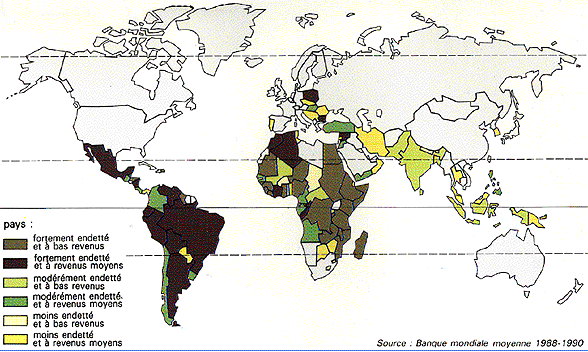 pays :
fortement endetté
et à bas revenus
fortement endetté
et à revenus moyens
modérément endetté
et à bas revenus
modérément endetté,
et à revenus moyens
moins endetté
et à bas revenus
moins endetté
et à revenus moyens
Source : Banque mondiale moyenne 1988-1990